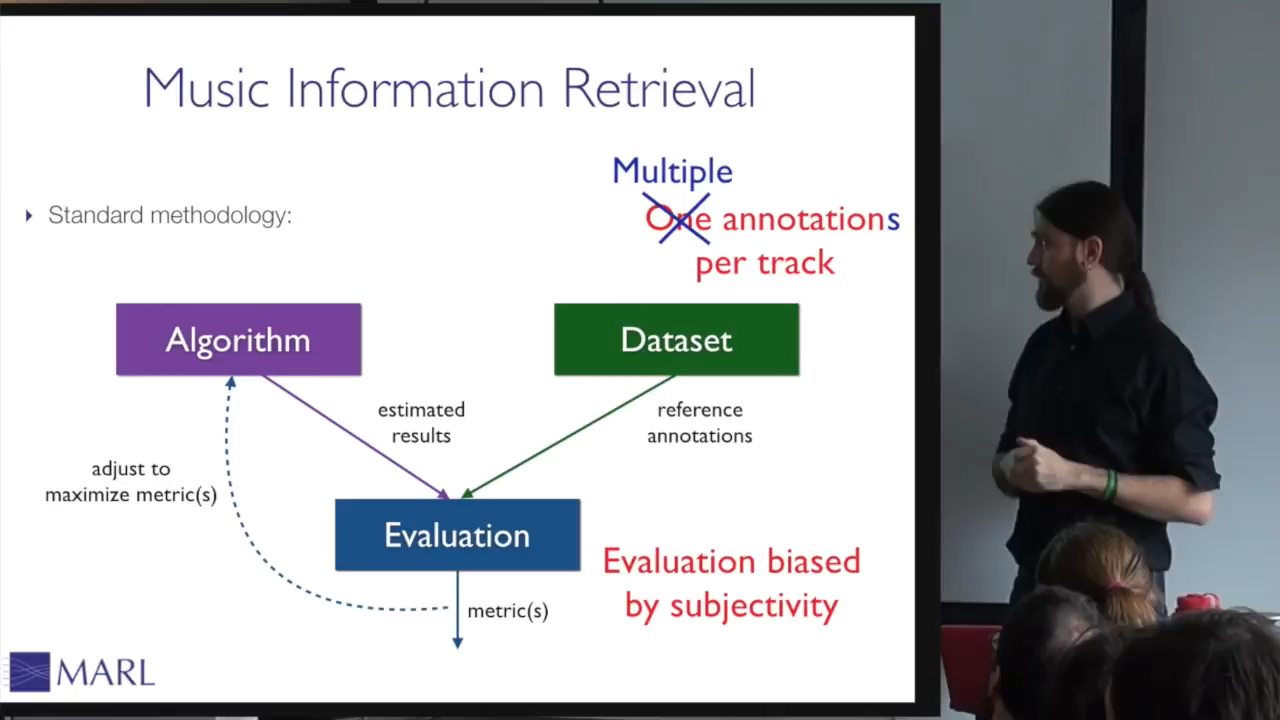 Music Information Retrieval
Multiple
Standard methodology:
One annotations
per track
Algorithm
Dataset
estimated
results
reference
annotations
adjust to
maximize metric(s)
Evaluation
Evaluation biased
by subjectivity
metric(s)
MARL